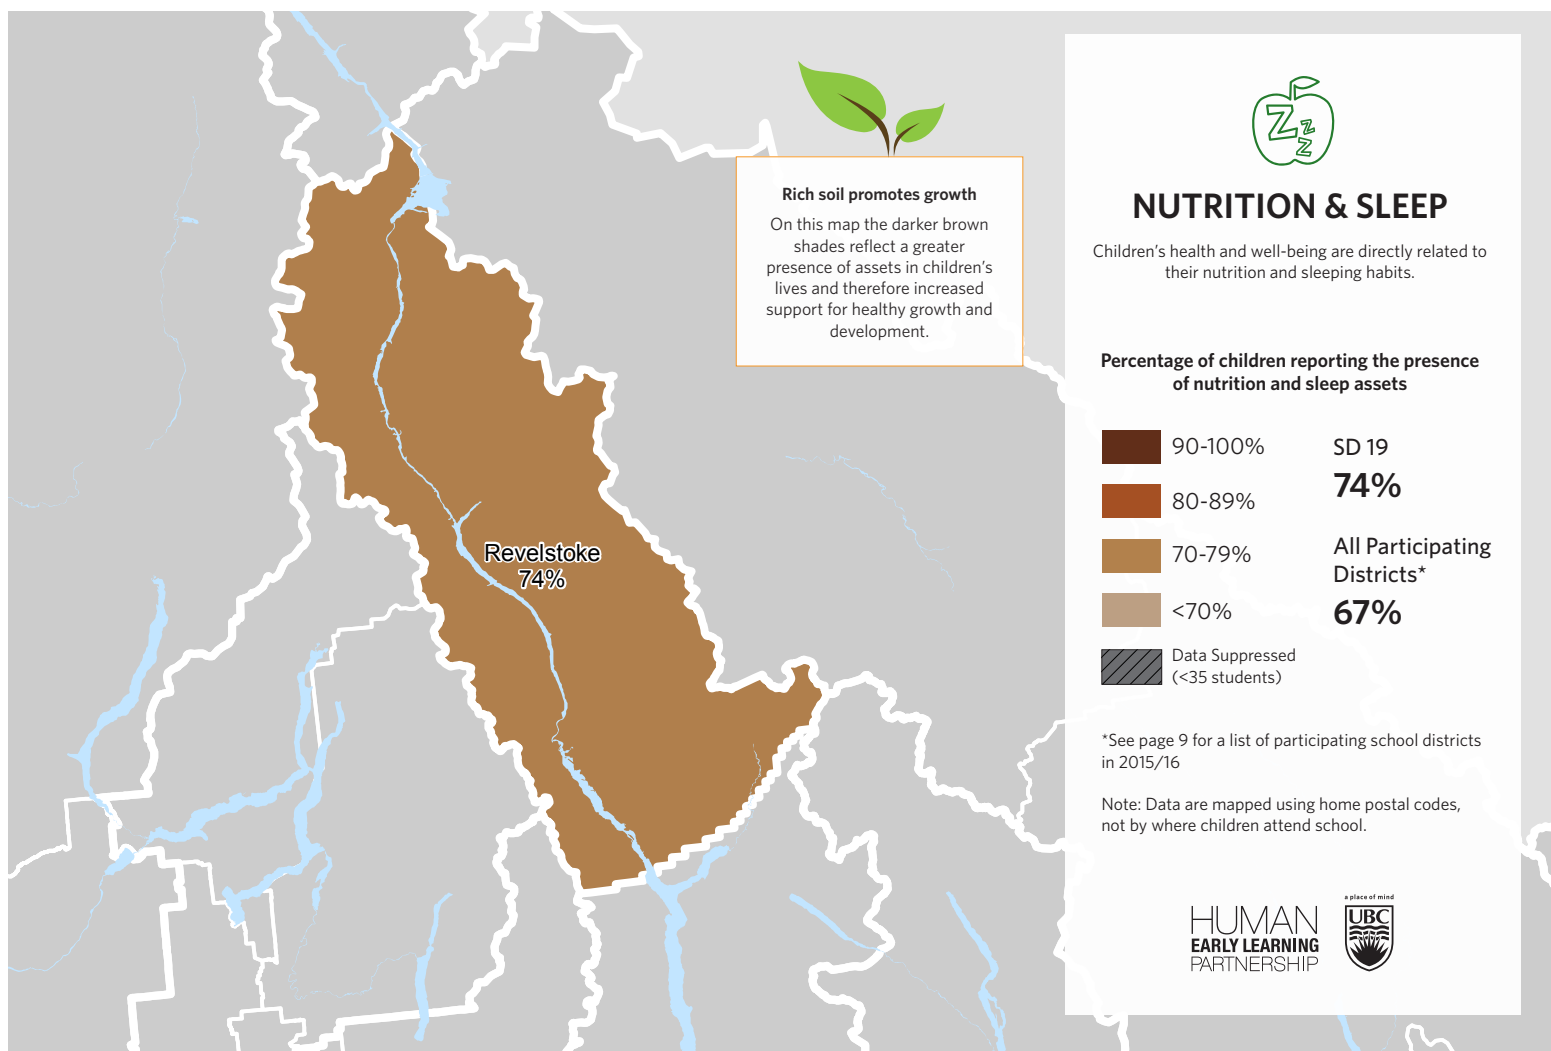 Rich soil promotes growth
On this map the darker brown
shades reflect a greater
presence of assets in children’s
lives and therefore increased
support for healthy growth and
development.
Revelstoke
74%
Z
z
z
NUTRITION & SLEEP
Children’s health and well-being are directly related to
their nutrition and sleeping habits.
Percentage of children reporting the presence
of nutrition and sleep assets
90-100%
80-89%
70-79%
<70%
Data Suppressed
(<35 students)
SD 19
74%
All Participating
Districts*
67%
*See page 9 for a list of participating school districts
in 2015/16
Note: Data are mapped using home postal codes,
not by where children attend school.
HUMAN
EARLY LEARNING
PARTNERSHIP
a place of mind
UBC